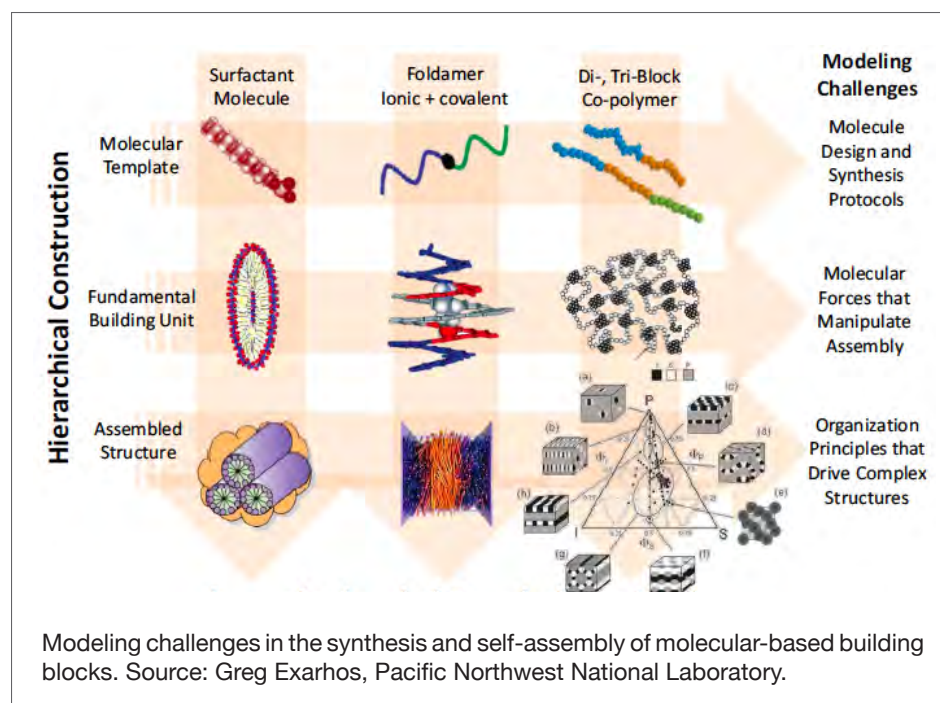 Surfactant
Molecule
Foldamer
Ionic + covalent
Di-, Tri-Block
Co-polymer
Modeling
Challenges
Hierarchical Construction
Molecular
Template
Molecule
Design and
Synthesis
Protocols
Fundamental
Building Unit
Molecular
Forces that
Manipulate
Assembly
Assembled
Structure
(a)
P
(c)
(b)
(d)
(h)
(e)
I
S
(g)
(f)
Organization
Principles that
Drive Complex
Structures
Modeling challenges in the synthesis and self-assembly of molecular-based building
blocks. Source: Greg Exarhos, Pacific Northwest National Laboratory.